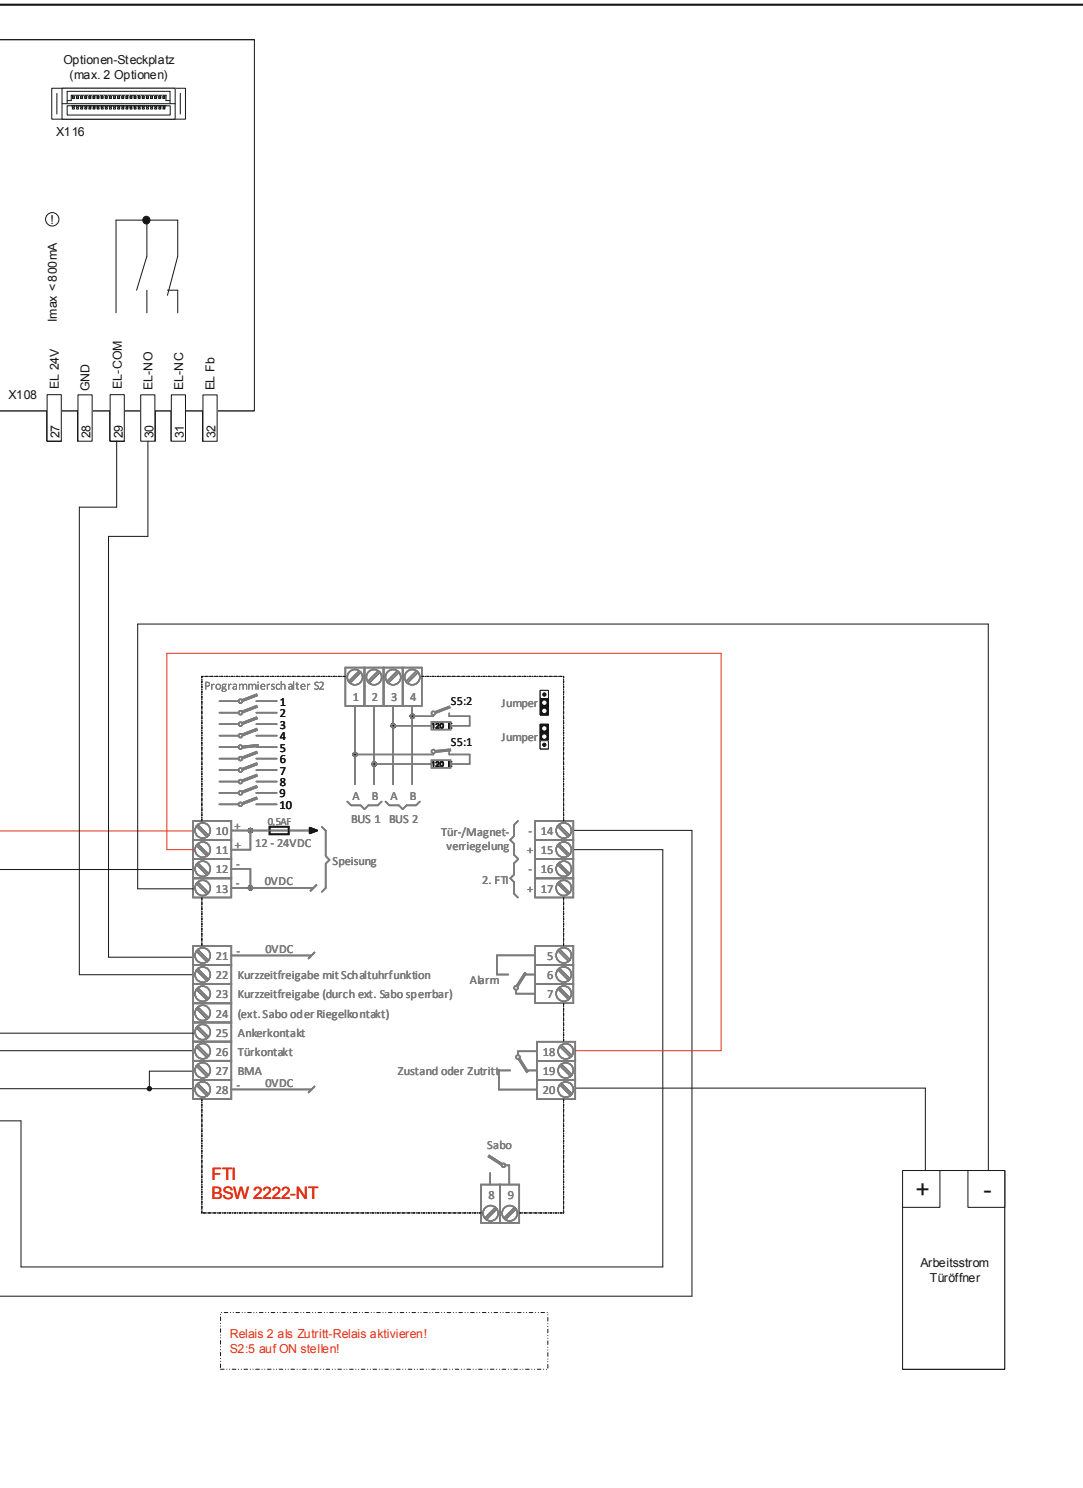 Optionen-Steckplatz
(max. 2 Optionen)
X116
!
Imax < 800mA
X108
EL 24V
GND
EL-COM
EL-NO
EL-NC
EL Fb
27
28
29
30
31
32
Programmierschalter S2
1
2
3
4
5
6
7
8
9
10
1 2 3 4
S5:2
120
S5:1
120
A B A B
BUS 1 BUS 2
Jumper
Jumper
10 +
11 +
12 -
13 -
0,5AF
12 - 24VDC
0VDC
Speisung
Tür-/Magnet-
verriegelung
2. FTI
- 14
+ 15
- 16
+ 17
21 - 0VDC
22 Kurzzeitfreigabe mit Schaltuhrfunktion
23 Kurzzeitfreigabe (durch ext. Sabo sperrbar)
24 (ext. Sabo oder Riegelkontakt)
25 Ankerkontakt
26 Türkontakt
27 BMA
28 - 0VDC
Alarm
5
6
7
Zustand oder Zutritt
18
19
20
Sabo
8 9
FTI
BSW 2222-NT
+ -
Arbeitsstrom
Türöffner
Relais 2 als Zutritt-Relais aktivieren!
S2:5 auf ON stellen!